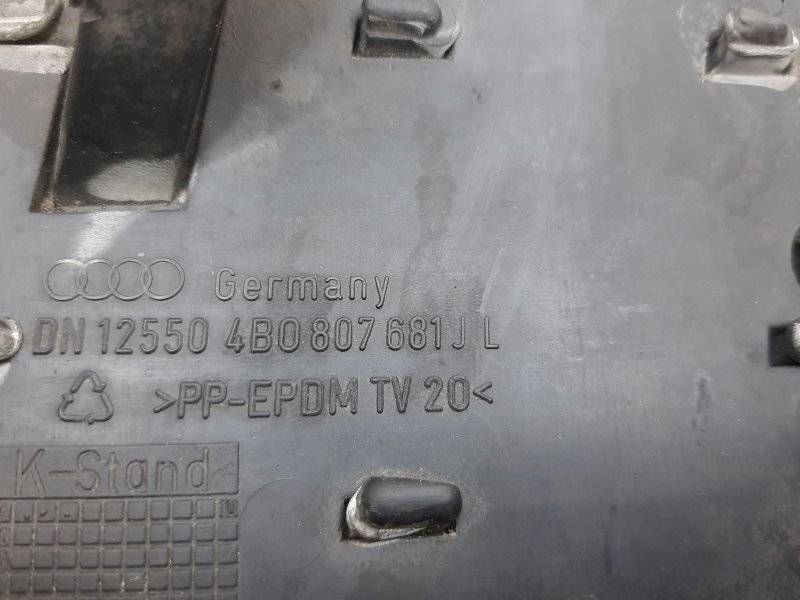 Germany
DN 12550 4B0 807 681 J L
>PP-EPDM TV 20<
K-Stand